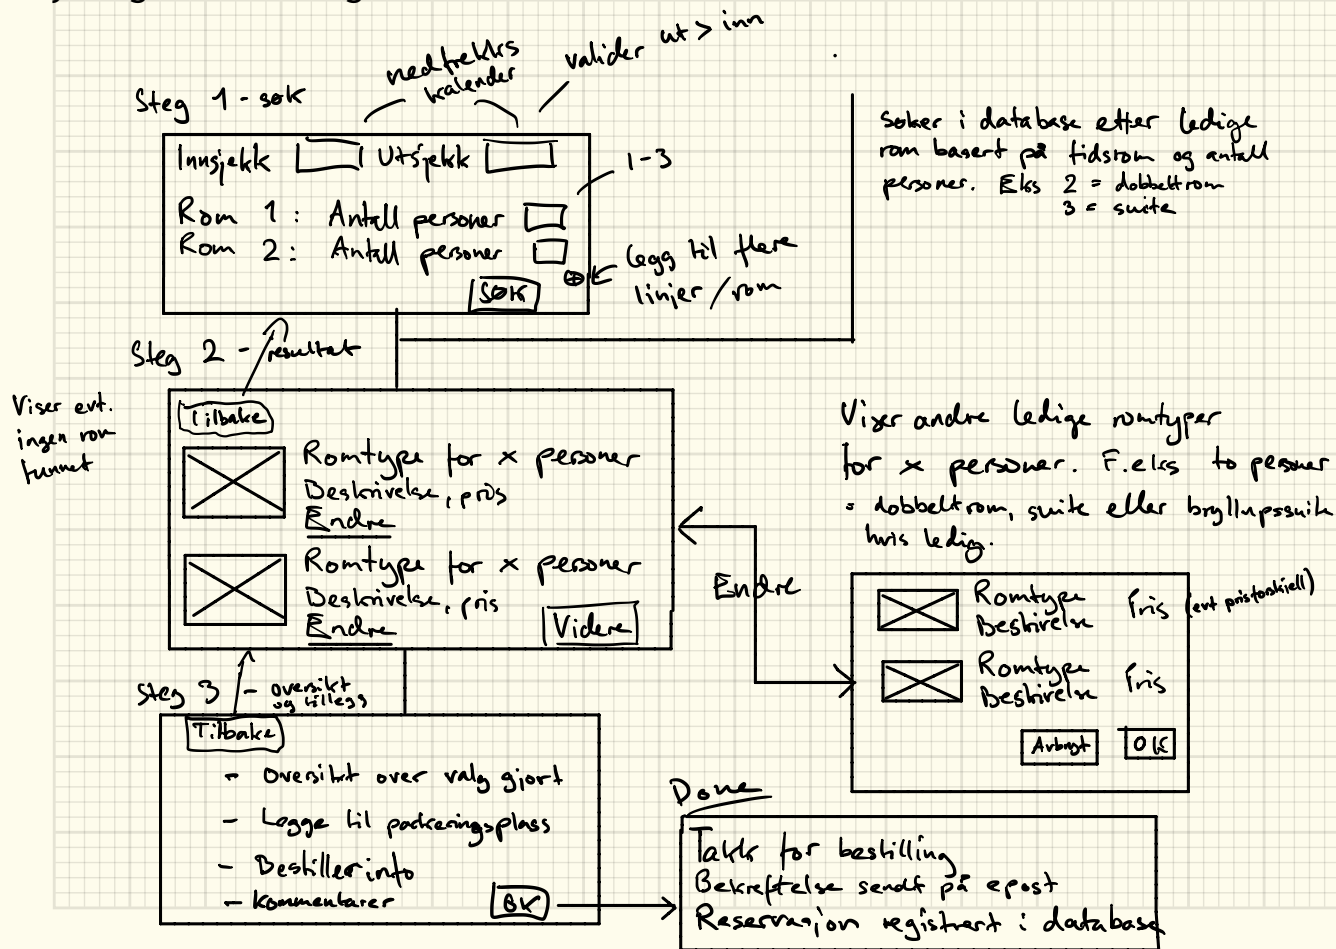 nedtrekks
kalender
valider ut > inn
Steg 1 - søk
Innsjekk Utsjekk
1-3
Rom 1 : Antall personer
Rom 2 : Antall personer
SØK
Legg til flere
linjer / rom
Søker i database etter ledige
rom basert på tidsrom og antall
personer. Eks 2 = dobbeltrom
3 = suite
Steg 2 - resultat
Viser evt.
ingen rom
funnet
Tilbake
Romtype for x personer
Beskrivelse, pris
Endre
Romtype for x personer
Beskrivelse, pris
Endre
Videre
Endre
Viser andre ledige romtyper
for x personer. F.eks to personer
= dobbeltrom, suite eller bryllupssuite
hvis ledig.
Romtype Pris (evt prisforskjell)
Beskrivelse
Romtype Pris
Beskrivelse
Avbryt OK
Steg 3 - oversikt
og tillegg
Tilbake
- Oversikt over valg gjort
- Legge til parkeringsplass
- Bestillerinfo
- Kommentarer
OK
Done
Takk for bestilling
Bekreftelse sendt på epost
Reservasjon registrert i database